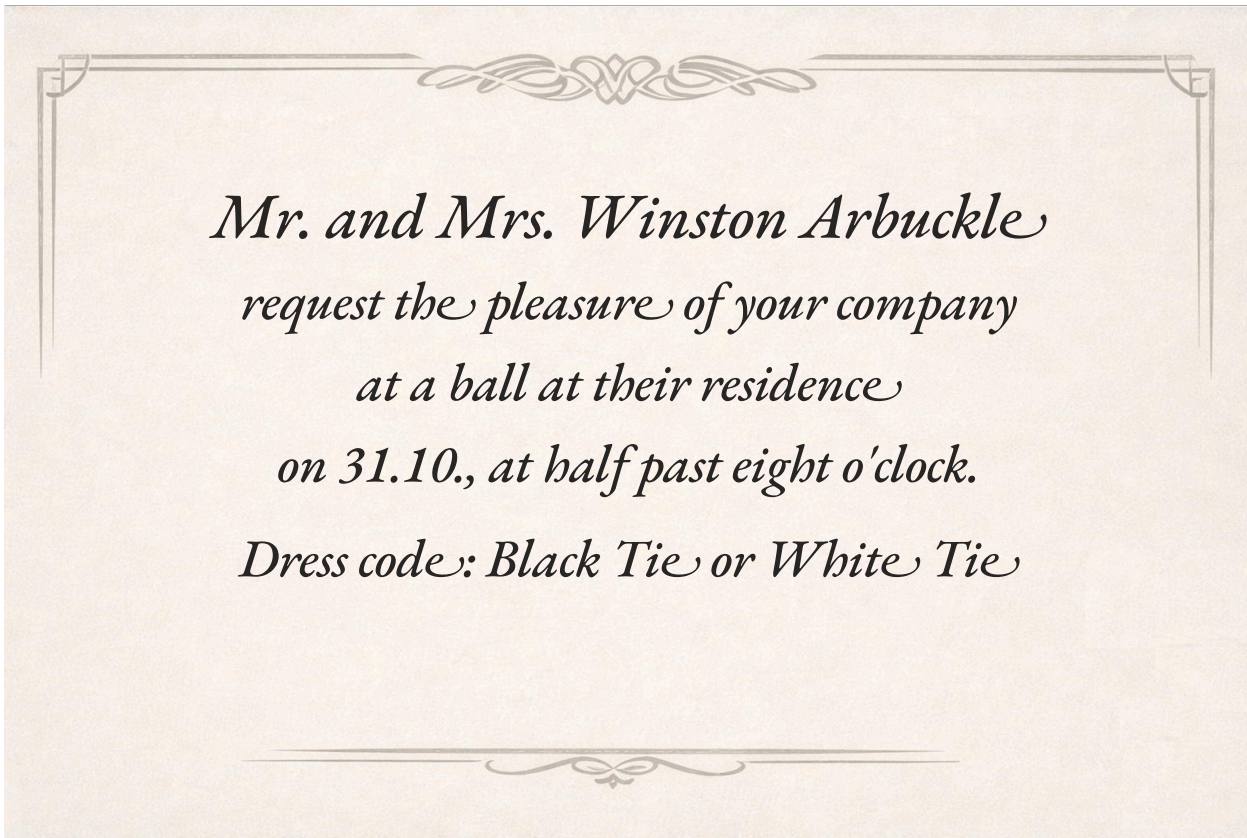 Mr. and Mrs. Winston Arbuckle
request the pleasure of your company
at a ball at their residence
on 31.10., at half past eight o'clock.
Dress code: Black Tie or White Tie